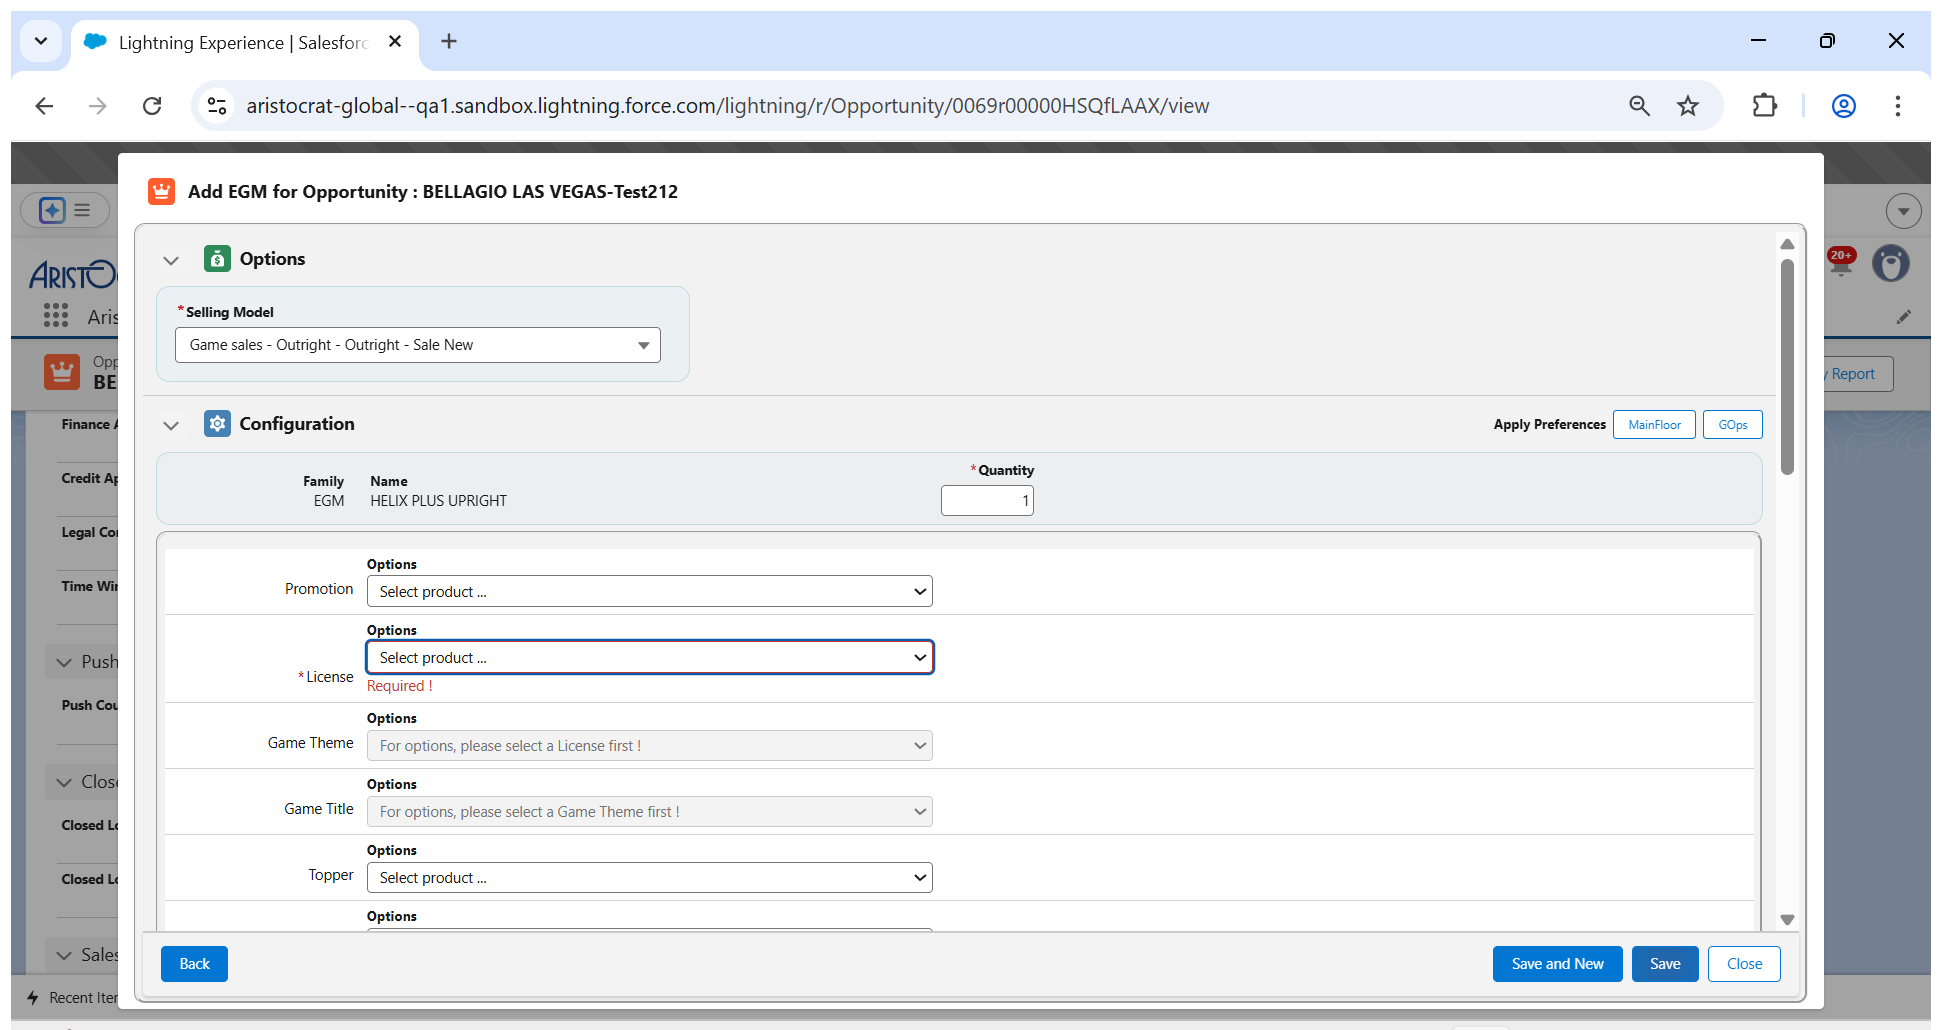 Lightning Experience | Salesforc
aristocrat-global--qa1.sandbox.lightning.force.com/lightning/r/Opportunity/0069r00000HSQfLAAX/view
Add EGM for Opportunity : BELLAGIO LAS VEGAS-Test212
Options
*Selling Model
Game sales - Outright - Outright - Sale New
Configuration
Apply Preferences MainFloor GOps
Family Name *Quantity
EGM HELIX PLUS UPRIGHT 1
Options
Promotion Select product ...
Options
Select product ...
*License Required !
Options
Game Theme For options, please select a License first !
Options
Game Title For options, please select a Game Theme first !
Options
Topper Select product ...
Options
Back Save and New Save Close
ARISTOC
20+
Aris
Opp
BE
y Report
Finance A
Credit Ap
Legal Con
Time Win
Push
Push Cou
Close
Closed Lo
Closed Lo
Sales
Recent Iter